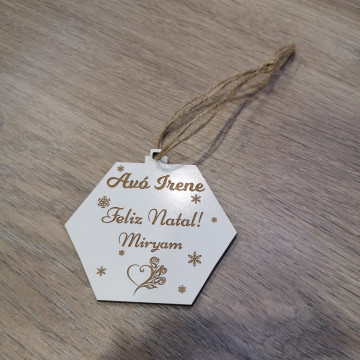 Avó Irene
Feliz Natal!
Miryam